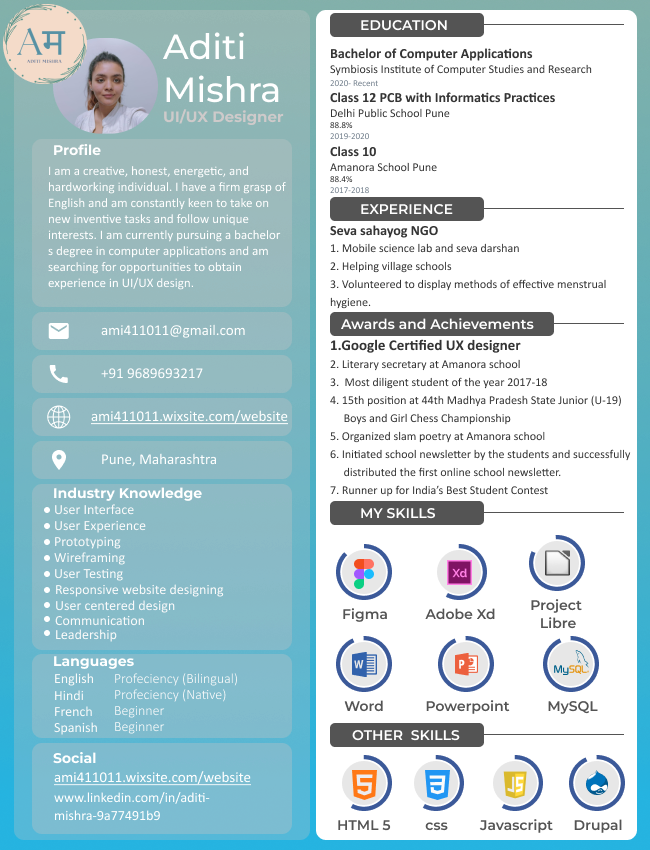 Aम
ADITI MISHRA
Aditi
Mishra
UI/UX Designer
Profile
I am a creative, honest, energetic, and
hardworking individual. I have a firm grasp of
English and am constantly keen to take on
new inventive tasks and follow unique
interests. I am currently pursuing a bachelor
s degree in computer applications and am
searching for opportunities to obtain
experience in UI/UX design.
ami411011@gmail.com
+91 9689693217
ami411011.wixsite.com/website
Pune, Maharashtra
Industry Knowledge
User Interface
User Experience
Prototyping
Wireframing
User Testing
Responsive website designing
User centered design
Communication
Leadership
Languages
English Profeciency (Bilingual)
Hindi Profeciency (Native)
French Beginner
Spanish Beginner
Social
ami411011.wixsite.com/website
www.linkedin.com/in/aditi-
mishra-9a77491b9
EDUCATION
Bachelor of Computer Applications
Symbiosis Institute of Computer Studies and Research
2020- Recent
Class 12 PCB with Informatics Practices
Delhi Public School Pune
88.8%
2019-2020
Class 10
Amanora School Pune
88.4%
2017-2018
EXPERIENCE
Seva sahayog NGO
1. Mobile science lab and seva darshan
2. Helping village schools
3. Volunteered to display methods of effective menstrual
hygiene.
Awards and Achievements
1.Google Certified UX designer
2. Literary secretary at Amanora school
3. Most diligent student of the year 2017-18
4. 15th position at 44th Madhya Pradesh State Junior (U-19)
Boys and Girl Chess Championship
5. Organized slam poetry at Amanora school
6. Initiated school newsletter by the students and successfully
distributed the first online school newsletter.
7. Runner up for India's Best Student Contest
MY SKILLS
Xd
Figma Adobe Xd Project
Libre
W P MySQL
Word Powerpoint MySQL
OTHER SKILLS
5 3 JS
HTML 5 css Javascript Drupal